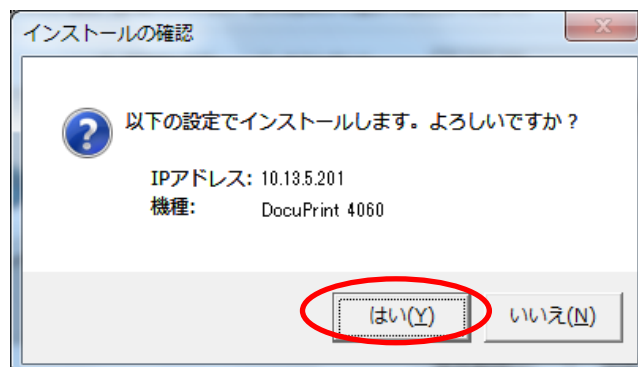 インストールの確認
以下の設定でインストールします。よろしいですか？
IPアドレス: 10.13.5.201
機種: DocuPrint 4060
はい(Y) いいえ(N)